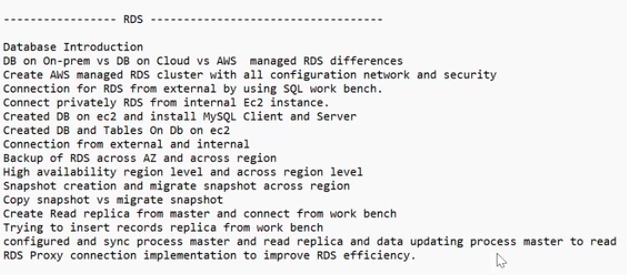 ----------------- RDS ----------------------------------
Database Introduction
DB on On-prem vs DB on Cloud vs AWS  managed RDS differences
Create AWS managed RDS cluster with all configuration network and security
Connection for RDS from external by using SQL work bench.
Connect privately RDS from internal Ec2 instance.
Created DB on ec2 and install MySQL Client and Server
Created DB and Tables On Db on ec2
Connection from external and internal
Backup of RDS across AZ and across region
High availability region level and across region level
Snapshot creation and migrate snapshot across region
Copy snapshot vs migrate snapshot
Create Read replica from master and connect from work bench
Trying to insert records replica from work bench
configured and sync process master and read replica and data updating process master to read
RDS Proxy connection implementation to improve RDS efficiency.